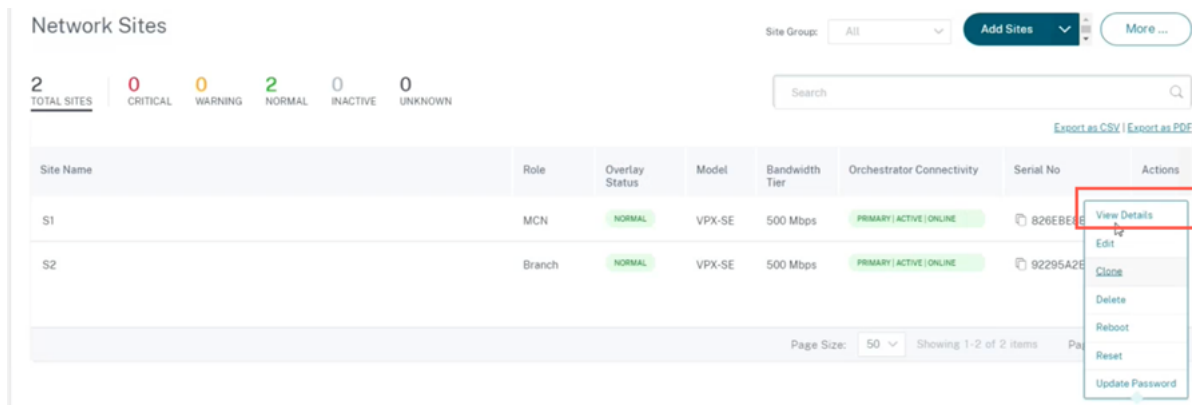 Network Sites
Site Group: All Add Sites More ...
2 0 0 2 0 0
TOTAL SITES CRITICAL WARNING NORMAL INACTIVE UNKNOWN
Search
Export as CSV | Export as PDF
Site Name Role Overlay Status Model Bandwidth Tier Orchestrator Connectivity Serial No Actions
S1 MCN NORMAL VPX-SE 500 Mbps PRIMARY | ACTIVE | ONLINE
S2 Branch NORMAL VPX-SE 500 Mbps PRIMARY | ACTIVE | ONLINE 92295A2E
View Details
Edit
Clone
Delete
Reboot
Reset
Update Password
Page Size: 50 Showing 1-2 of 2 items